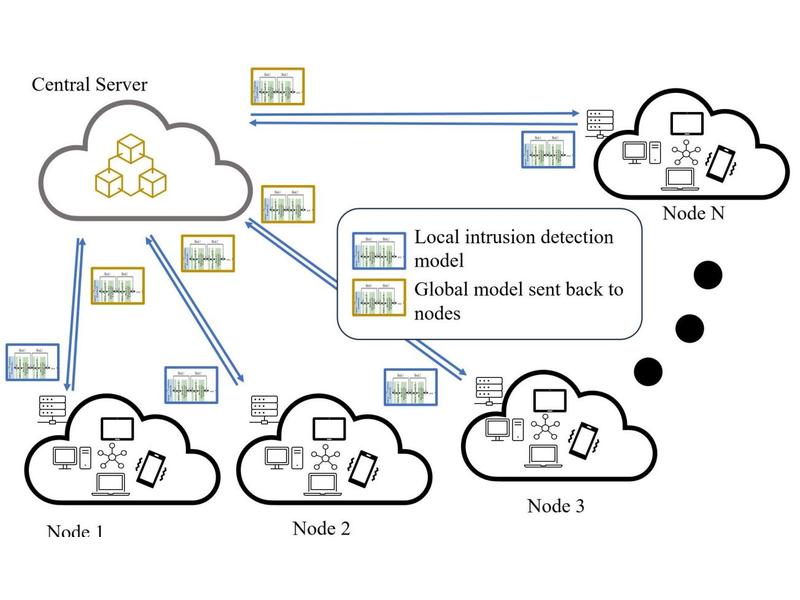 Central Server
Node N
Local intrusion detection
model
Global model sent back to
nodes
Node 3
Node 2
Node 1